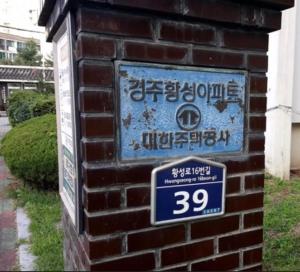 경주황성아파트
대한주택공사
황성로16번길
Hwangseong-ro 16beon-gil
39